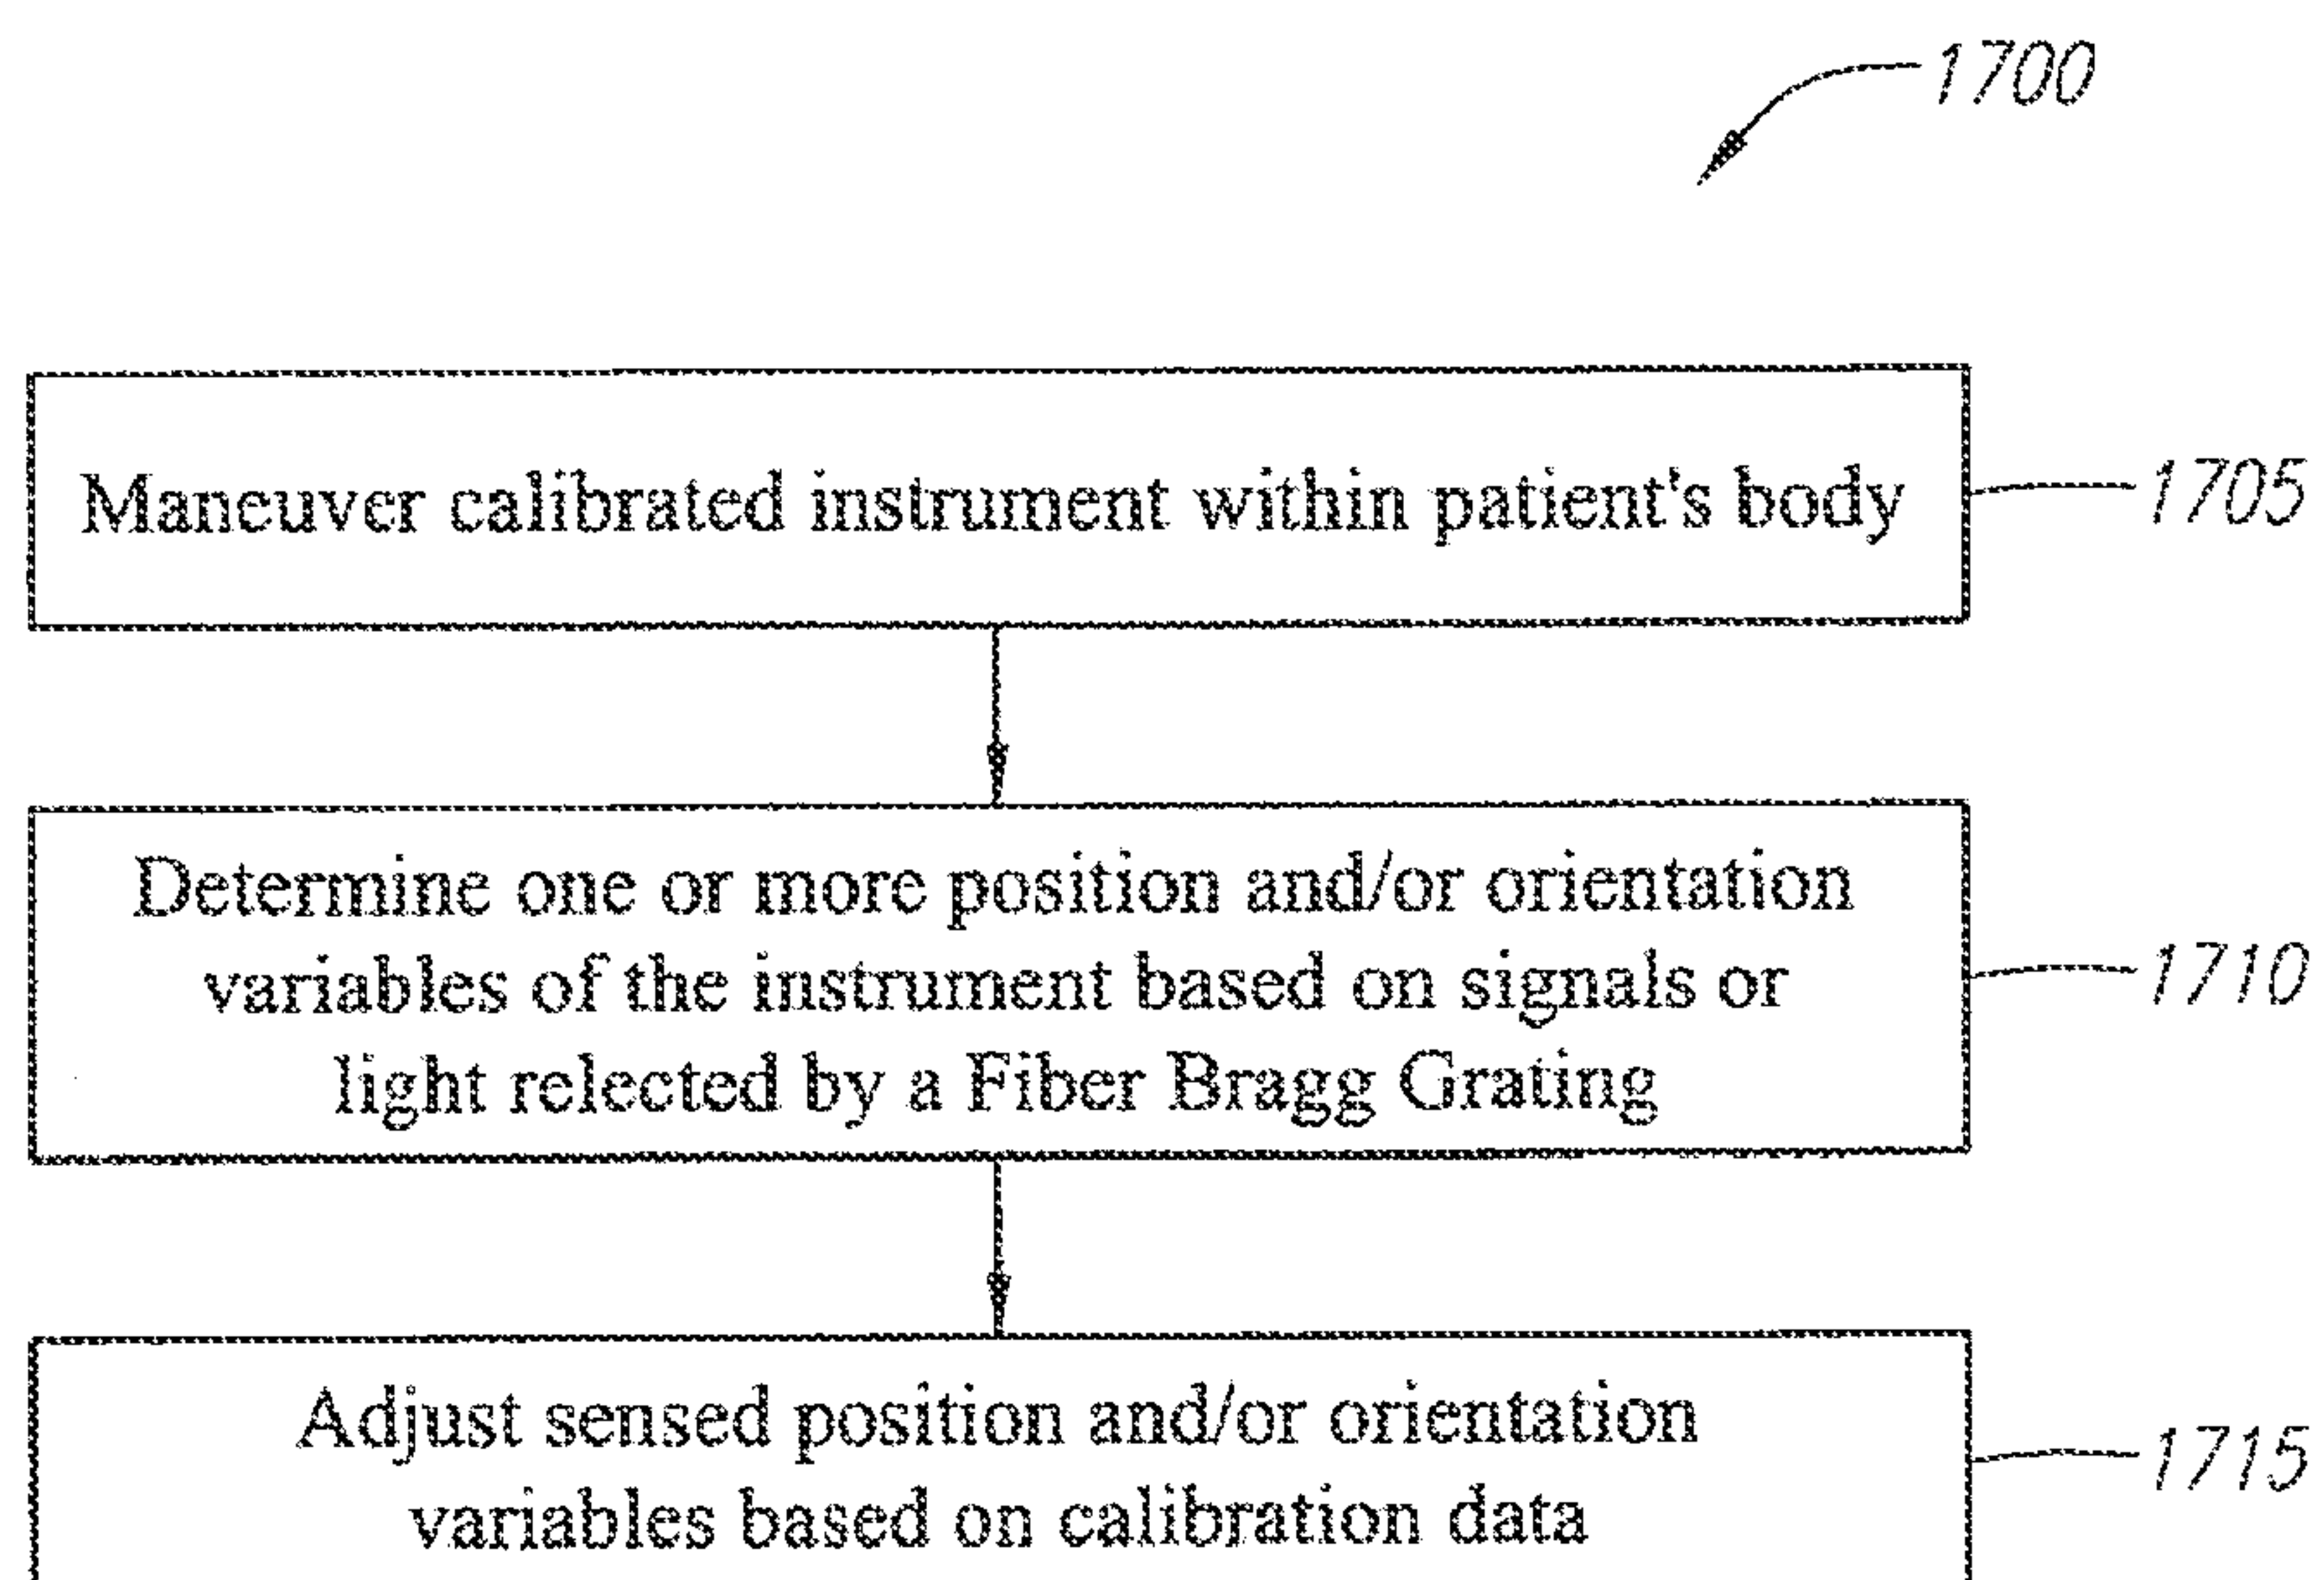 1700
Maneuver calibrated instrument within patient's body
1705
Determine one or more position and/or orientation
variables of the instrument based on signals or
1710
light relected by a Fiber Bragg Grating
Adjust sensed position and/or orientation
1715
variables based on calibration data